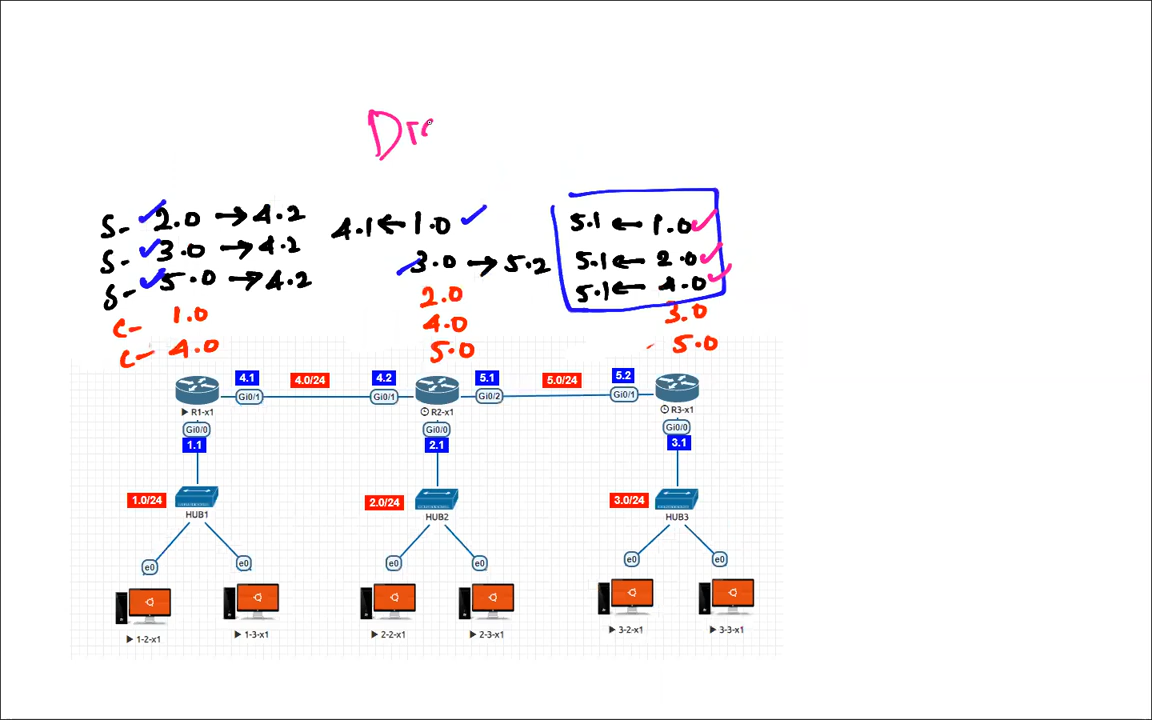 Dre
S- 2.0 → 4.2
S- 3.0 → 4.2
S- 5.0 → 4.2
C- 1.0
C- 4.0
4.1 ← 1.0
3.0 → 5.2
2.0
4.0
5.0
5.1 ← 1.0
5.1 ← 2.0
5.1 ← 4.0
3.0
- 5.0
4.1 4.0/24 4.2 5.1 5.0/24 5.2
Gi0/1 Gi0/1 Gi0/2 Gi0/1
R1-x1 R2-x1 R3-x1
Gi0/0 Gi0/0 Gi0/0
1.1 2.1 3.1
1.0/24 2.0/24 3.0/24
HUB1 HUB2 HUB3
e0 e0 e0 e0 e0 e0
1-2-x1 1-3-x1 2-2-x1 2-3-x1 3-2-x1 3-3-x1